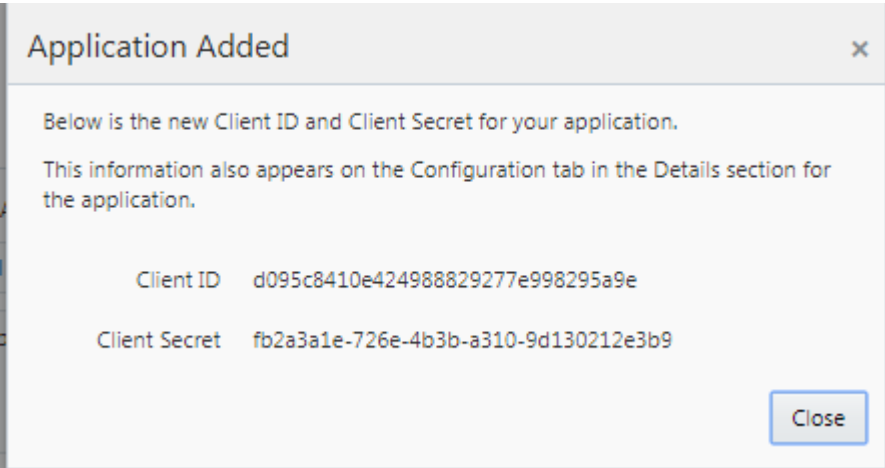 Application Added
×
Below is the new Client ID and Client Secret for your application.
This information also appears on the Configuration tab in the Details section for
the application.
Client ID d095c8410e424988829277e998295a9e
Client Secret fb2a3a1e-726e-4b3b-a310-9d130212e3b9
Close